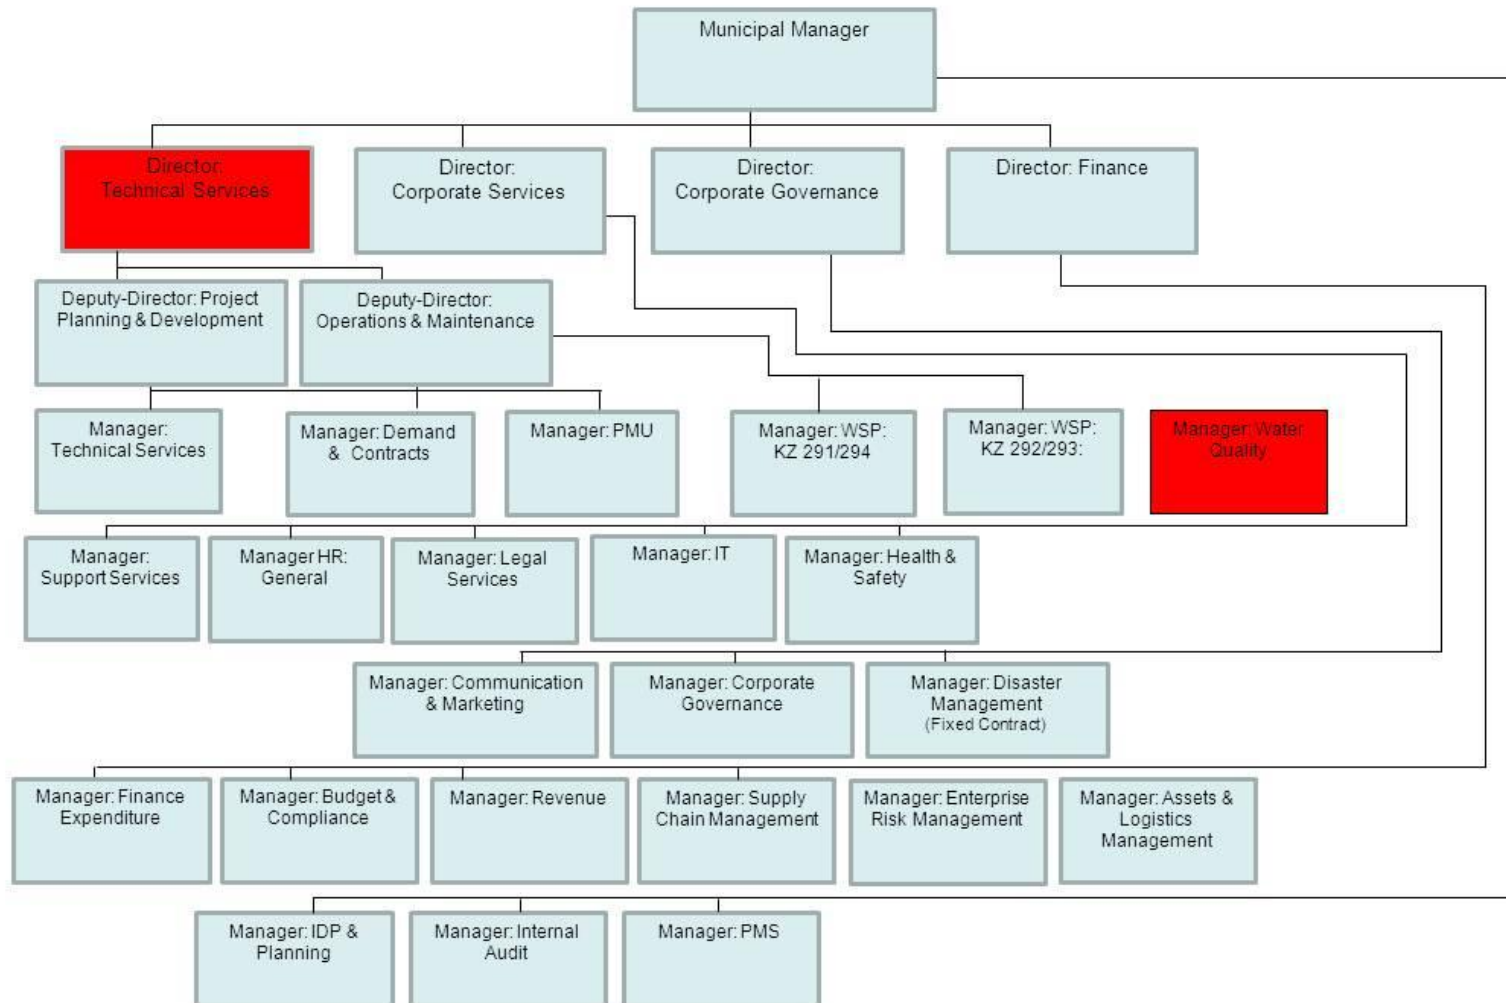 Municipal Manager
Director:
Technical Services
Director:
Corporate Services
Director:
Corporate Governance
Director: Finance
Deputy-Director: Project
Planning & Development
Deputy-Director:
Operations & Maintenance
Manager:
Technical Services
Manager: Demand
& Contracts
Manager: PMU
Manager: WSP:
KZ 291/294
Manager: WSP:
KZ 292/293:
Manager: Water
Quality
Manager:
Support Services
Manager HR:
General
Manager: Legal
Services
Manager: IT
Manager: Health &
Safety
Manager: Communication
& Marketing
Manager: Corporate
Governance
Manager: Disaster
Management
(Fixed Contract)
Manager: Finance
Expenditure
Manager: Budget &
Compliance
Manager: Revenue
Manager: Supply
Chain Management
Manager: Enterprise
Risk Management
Manager: Assets &
Logistics
Management
Manager: IDP &
Planning
Manager: Internal
Audit
Manager: PMS